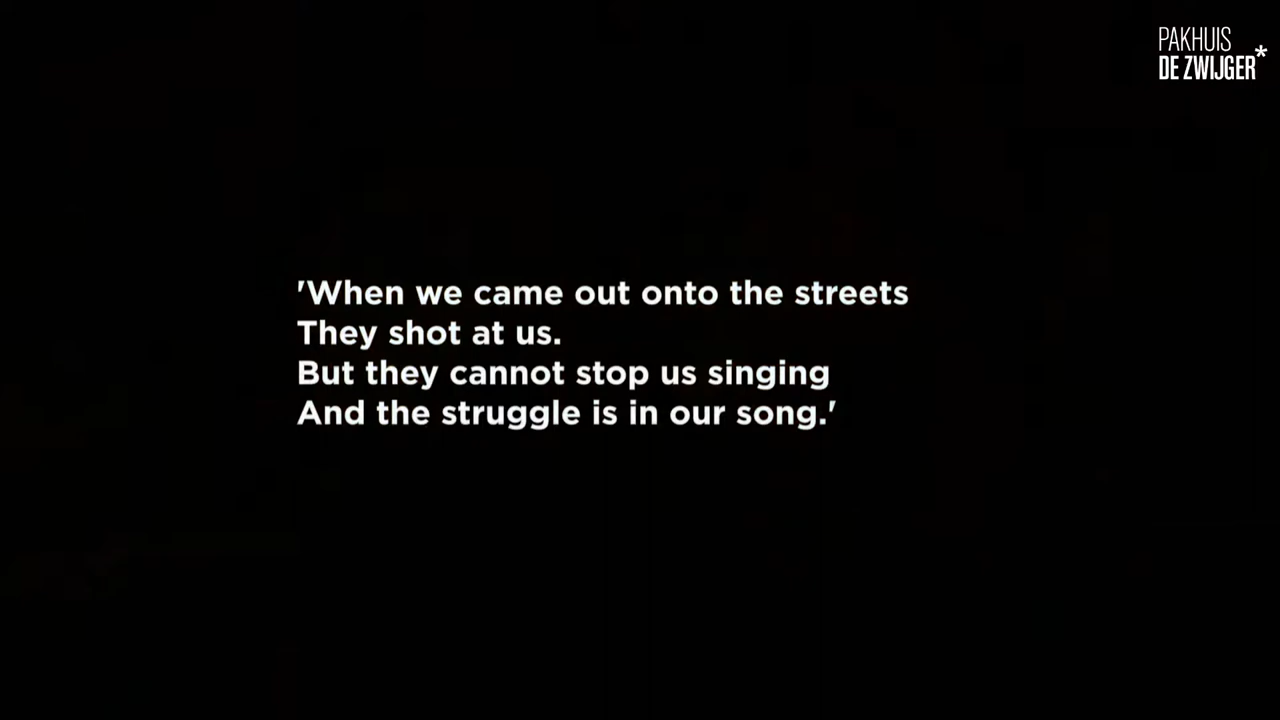 PAKHUIS
DE ZWIJGER*
'When we came out onto the streets
They shot at us.
But they cannot stop us singing
And the struggle is in our song.'